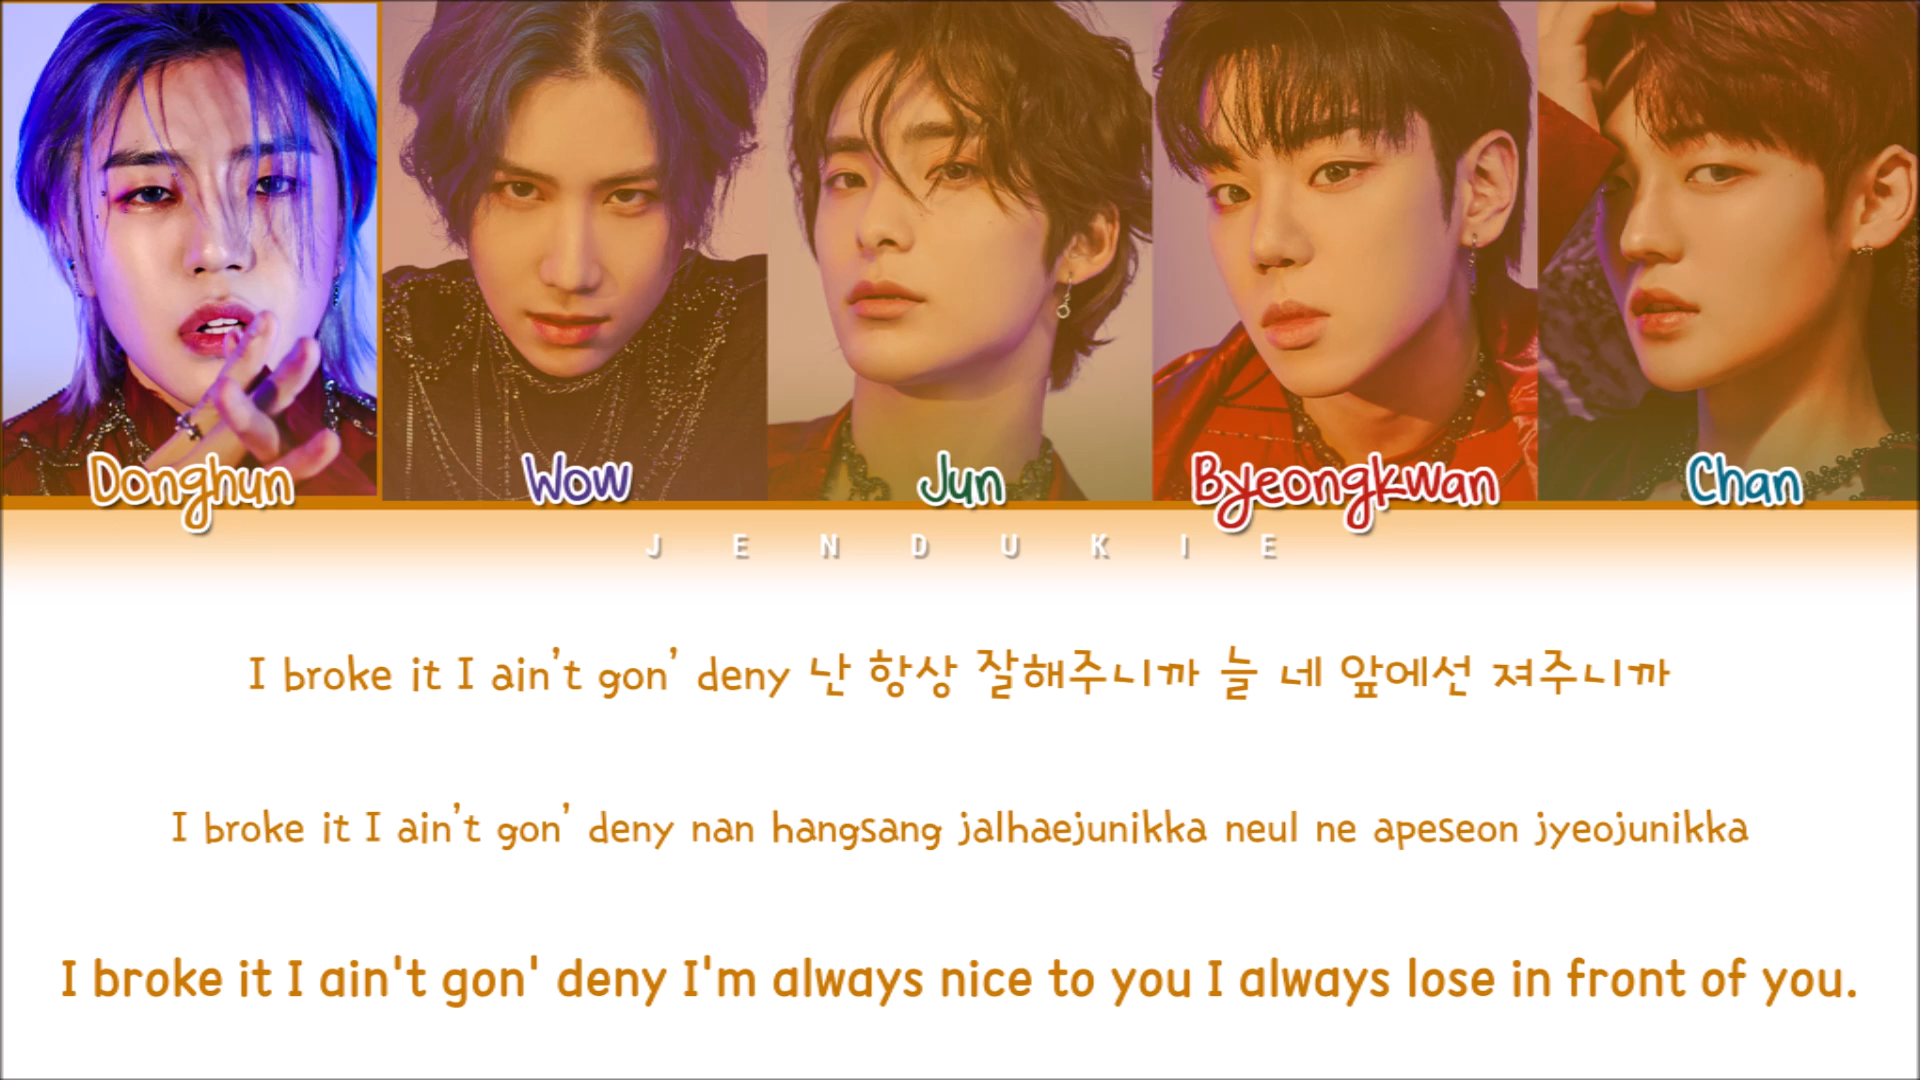 Donghun Wow Jun Byeongkwan Chan
JENDUKIE
I broke it I ain't gon' deny 난 항상 잘해주니까 늘 네 앞에선 져주니까
I broke it I ain't gon' deny nan hangsang jalhaejunikka neul ne apeseon jyeojunikka
I broke it I ain't gon' deny I'm always nice to you I always lose in front of you.